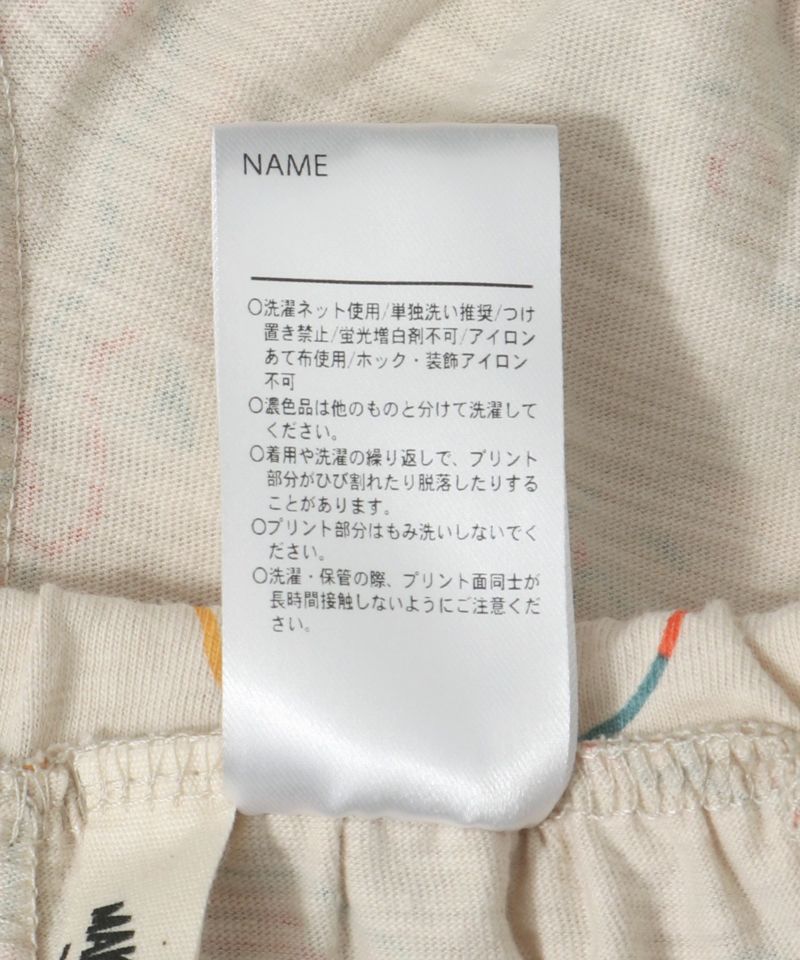 NAME
○洗濯ネット使用/単独洗い推奨/つけ
置き禁止/蛍光増白剤不可/アイロン
あて布使用/ホック・装飾アイロン
不可
○濃色品は他のものと分けて洗濯して
ください。
○着用や洗濯の繰り返しで、プリント
部分がひび割れたり脱落したりする
ことがあります。
○プリント部分はもみ洗いしないでく
ださい。
○洗濯・保管の際、プリント面同士が
長時間接触しないようにご注意くだ
さい。